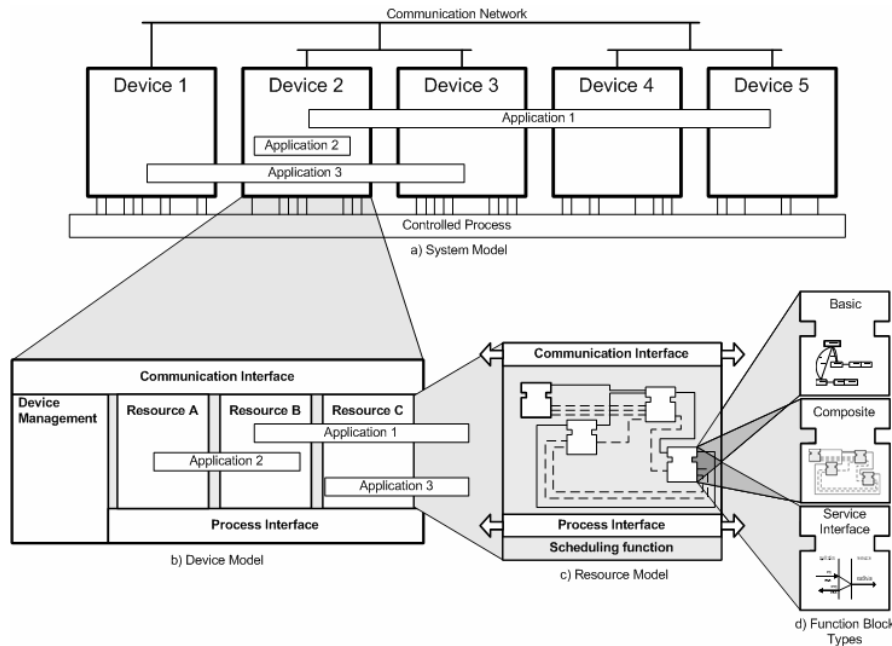 Communication Network
Device 1
Device 2
Device 3
Device 4
Device 5
Application 1
Application 2
Application 3
Controlled Process
a) System Model
Communication Interface
Device
Management
Resource A
Resource B
Resource C
Application 1
Application 2
Application 3
Process Interface
b) Device Model
Communication Interface
Process Interface
Scheduling function
c) Resource Model
Basic
Composite
Service
Interface
d) Function Block
Types